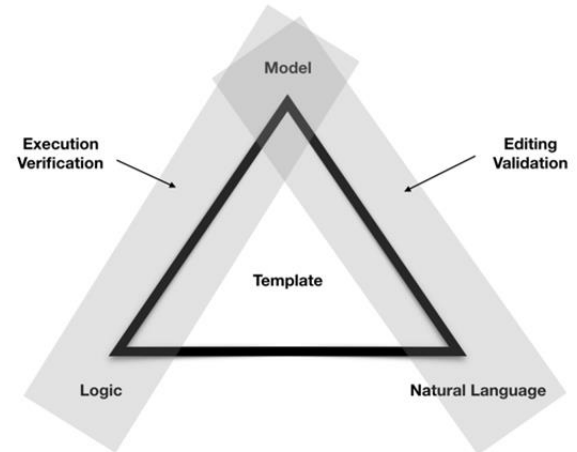 Model
Execution
Verification
Editing
Validation
Template
Logic
Natural Language